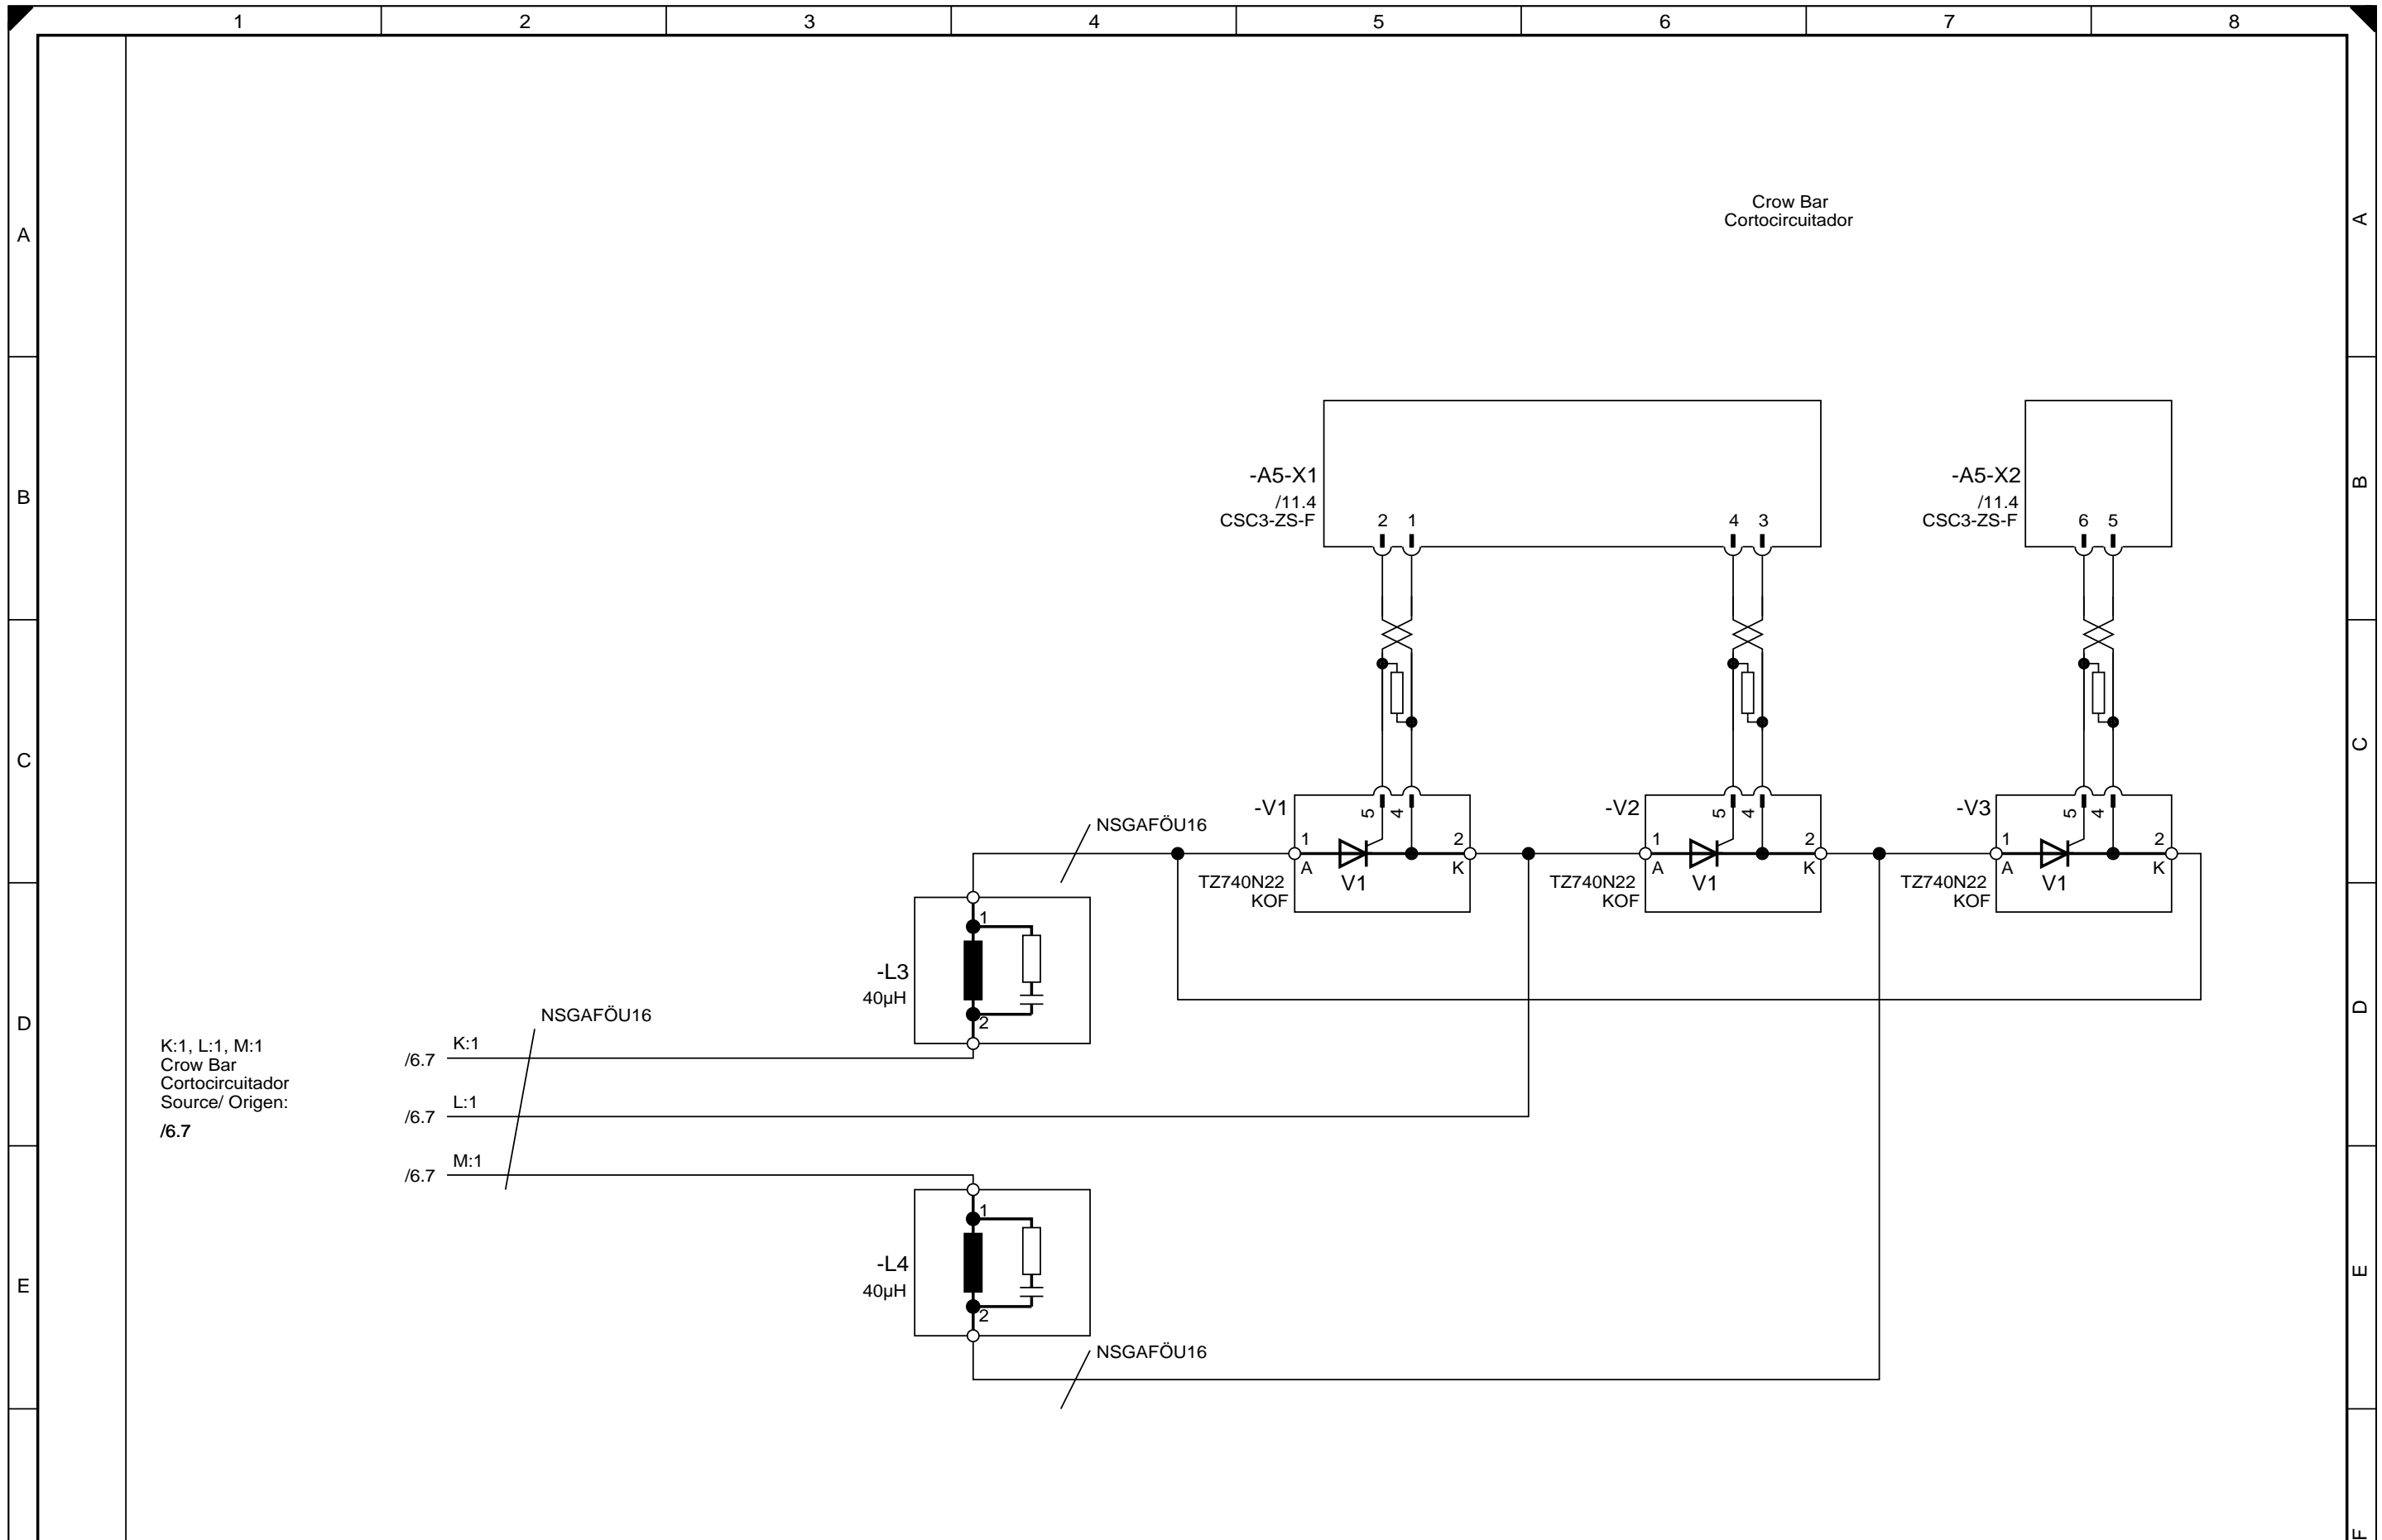 1 2 3 4 5 6 7 8
A A
Crow Bar
Cortocircuitador
B B
-A5-X1
/11.4
CSC3-ZS-F
2 1 4 3
-A5-X2
/11.4
CSC3-ZS-F
6 5
C C
NSGAFÖU16
-V1
5 4
1 2
A K
V1
TZ740N22
KOF
-V2
5 4
1 2
A K
V1
TZ740N22
KOF
-V3
5 4
1 2
A K
V1
TZ740N22
KOF
D D
1
-L3
40µH
2
NSGAFÖU16
K:1, L:1, M:1
Crow Bar
Cortocircuitador
Source/ Origen:
/6.7
/6.7 K:1
/6.7 L:1
/6.7 M:1
E E
1
-L4
40µH
2
NSGAFÖU16
F